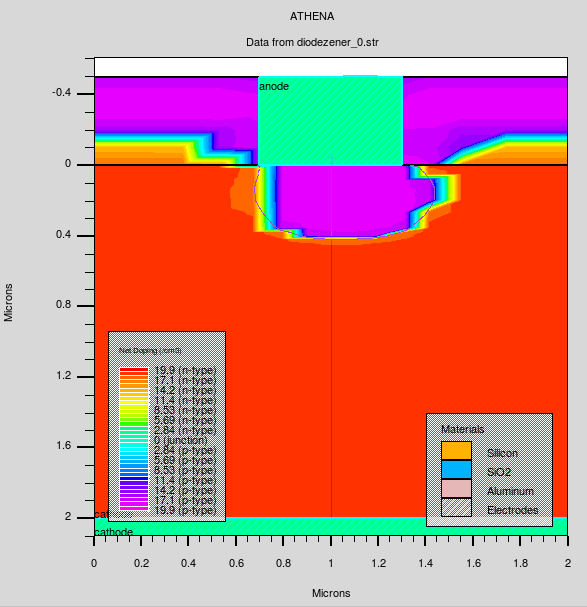 ATHENA
Data from diodezener_0.str
anode
-0.4
0
0.4
0.8
1.2
1.6
2
Microns
Net Doping (/cm3)
19.9 (n-type)
17.1 (n-type)
14.2 (n-type)
11.4 (n-type)
8.53 (n-type)
5.69 (n-type)
2.84 (n-type)
0 (junction)
2.84 (p-type)
5.69 (p-type)
8.53 (p-type)
11.4 (p-type)
14.2 (p-type)
17.1 (p-type)
19.9 (p-type)
Materials
Silicon
SiO2
Aluminum
Electrodes
cathode
0 0.2 0.4 0.6 0.8 1 1.2 1.4 1.6 1.8 2
Microns